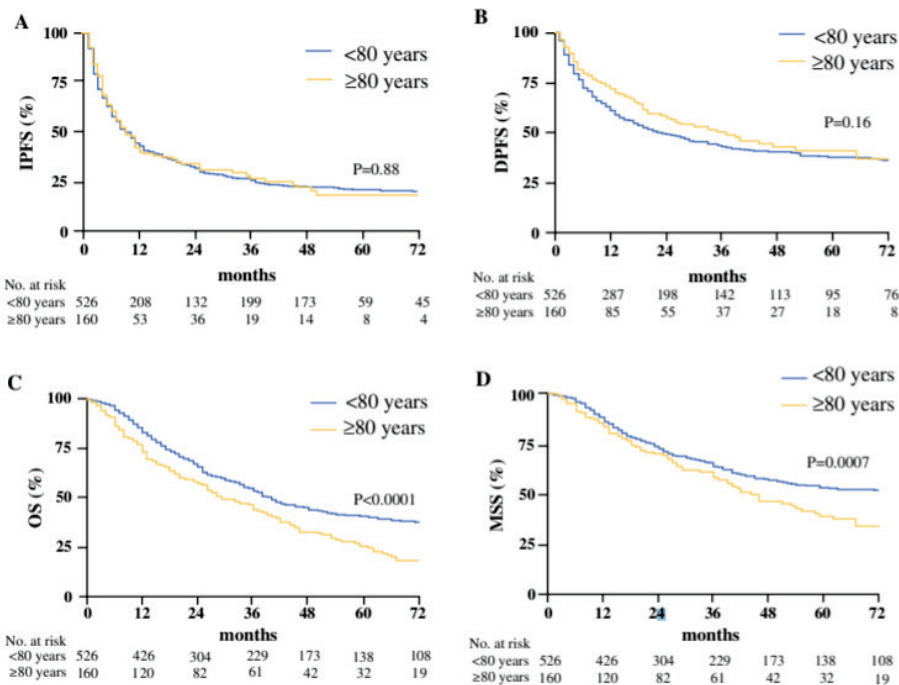 A
100
75
50
25
0
IPFS (%)
<80 years
≥80 years
P=0.88
0 12 24 36 48 60 72
months
No. at risk
<80 years 526 208 132 199 173 59 45
≥80 years 160 53 36 19 14 8 4
B
100
75
50
25
0
DPFS (%)
<80 years
≥80 years
P=0.16
0 12 24 36 48 60 72
months
No. at risk
<80 years 526 287 198 142 113 95 76
≥80 years 160 85 55 37 27 18 8
C
100
75
50
25
0
OS (%)
<80 years
≥80 years
P<0.0001
0 12 24 36 48 60 72
months
No. at risk
<80 years 526 426 304 229 173 138 108
≥80 years 160 120 82 61 42 32 19
D
100
75
50
25
0
MSS (%)
<80 years
≥80 years
P=0.0007
0 12 24 36 48 60 72
months
No. at risk
<80 years 526 426 304 229 173 138 108
≥80 years 160 120 82 61 42 32 19